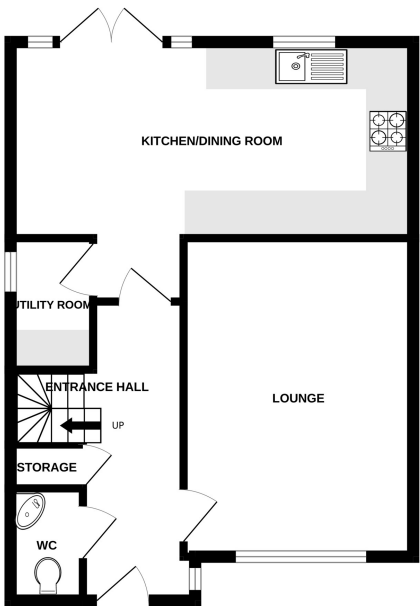 KITCHEN/DINING ROOM
UTILITY ROOM
ENTRANCE HALL
LOUNGE
UP
STORAGE
WC